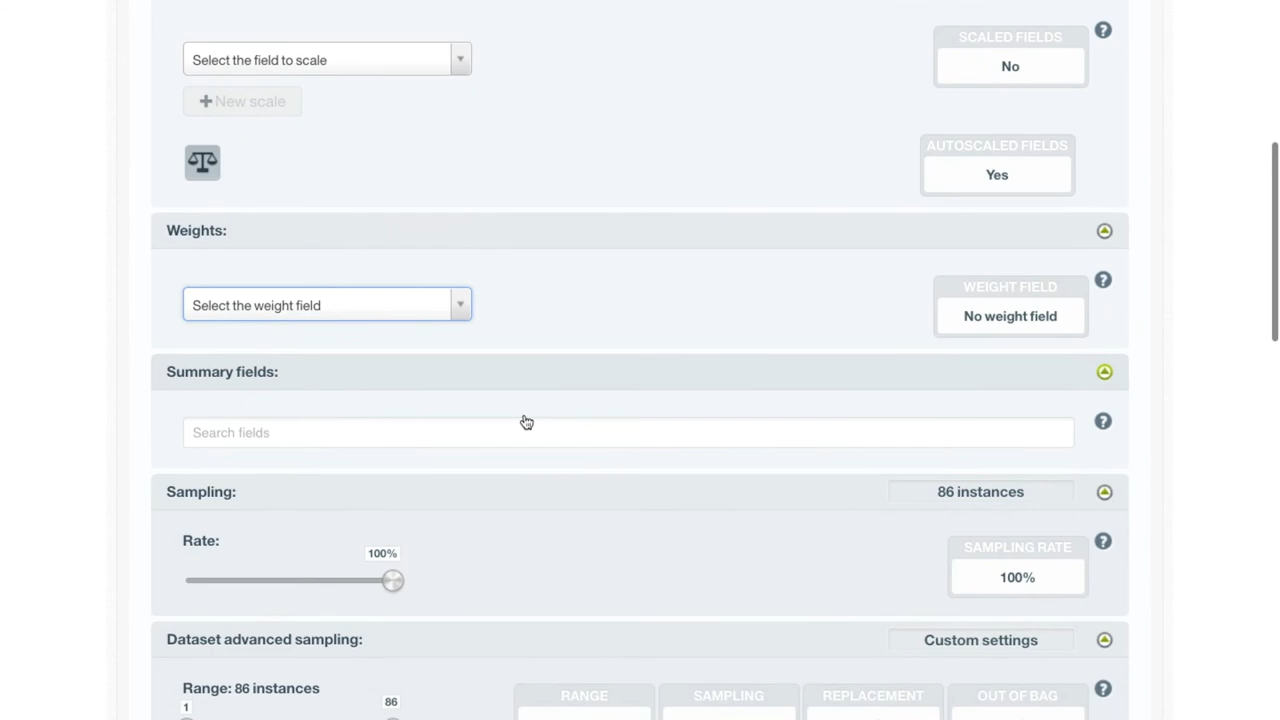 SCALED FIELDS
Select the field to scale
No
New scale
AUTOSCALED FIELDS
Yes
Weights:
WEIGHT FIELD
Select the weight field
No weight field
Summary fields:
Search fields
Sampling:
86 instances
Rate:
SAMPLING RATE
100%
100%
Dataset advanced sampling:
Custom settings
Range: 86 instances
RANGE
SAMPLING
REPLACEMENT
OUT OF BAG
1
86